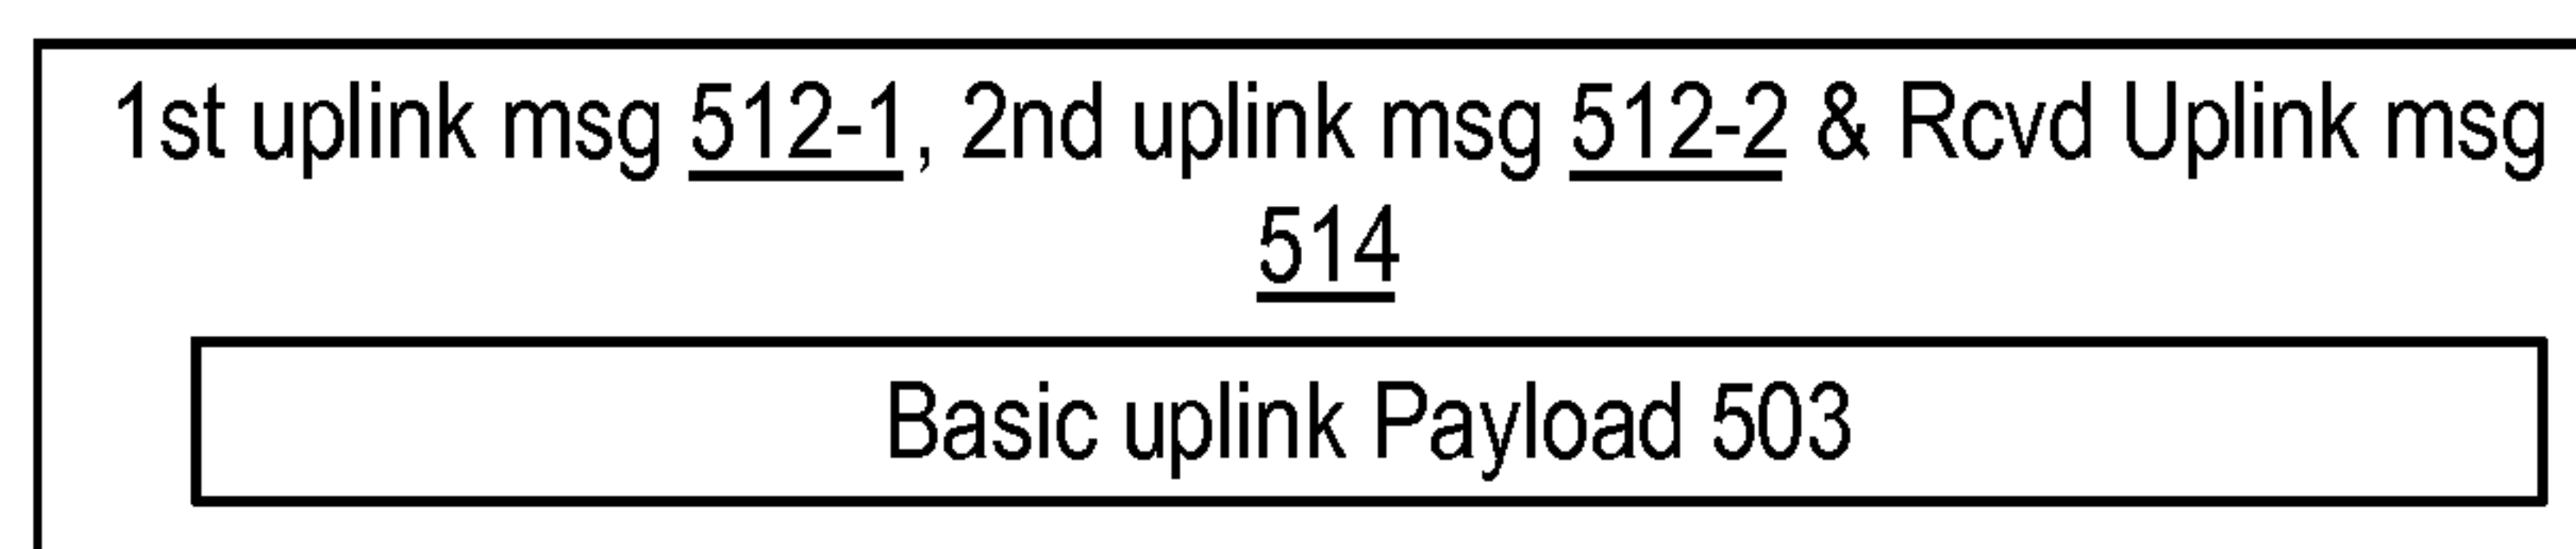 1st uplink msg 512-1, 2nd uplink msg 512-2 & Rcvd Uplink msg
514
Basic uplink Payload 503